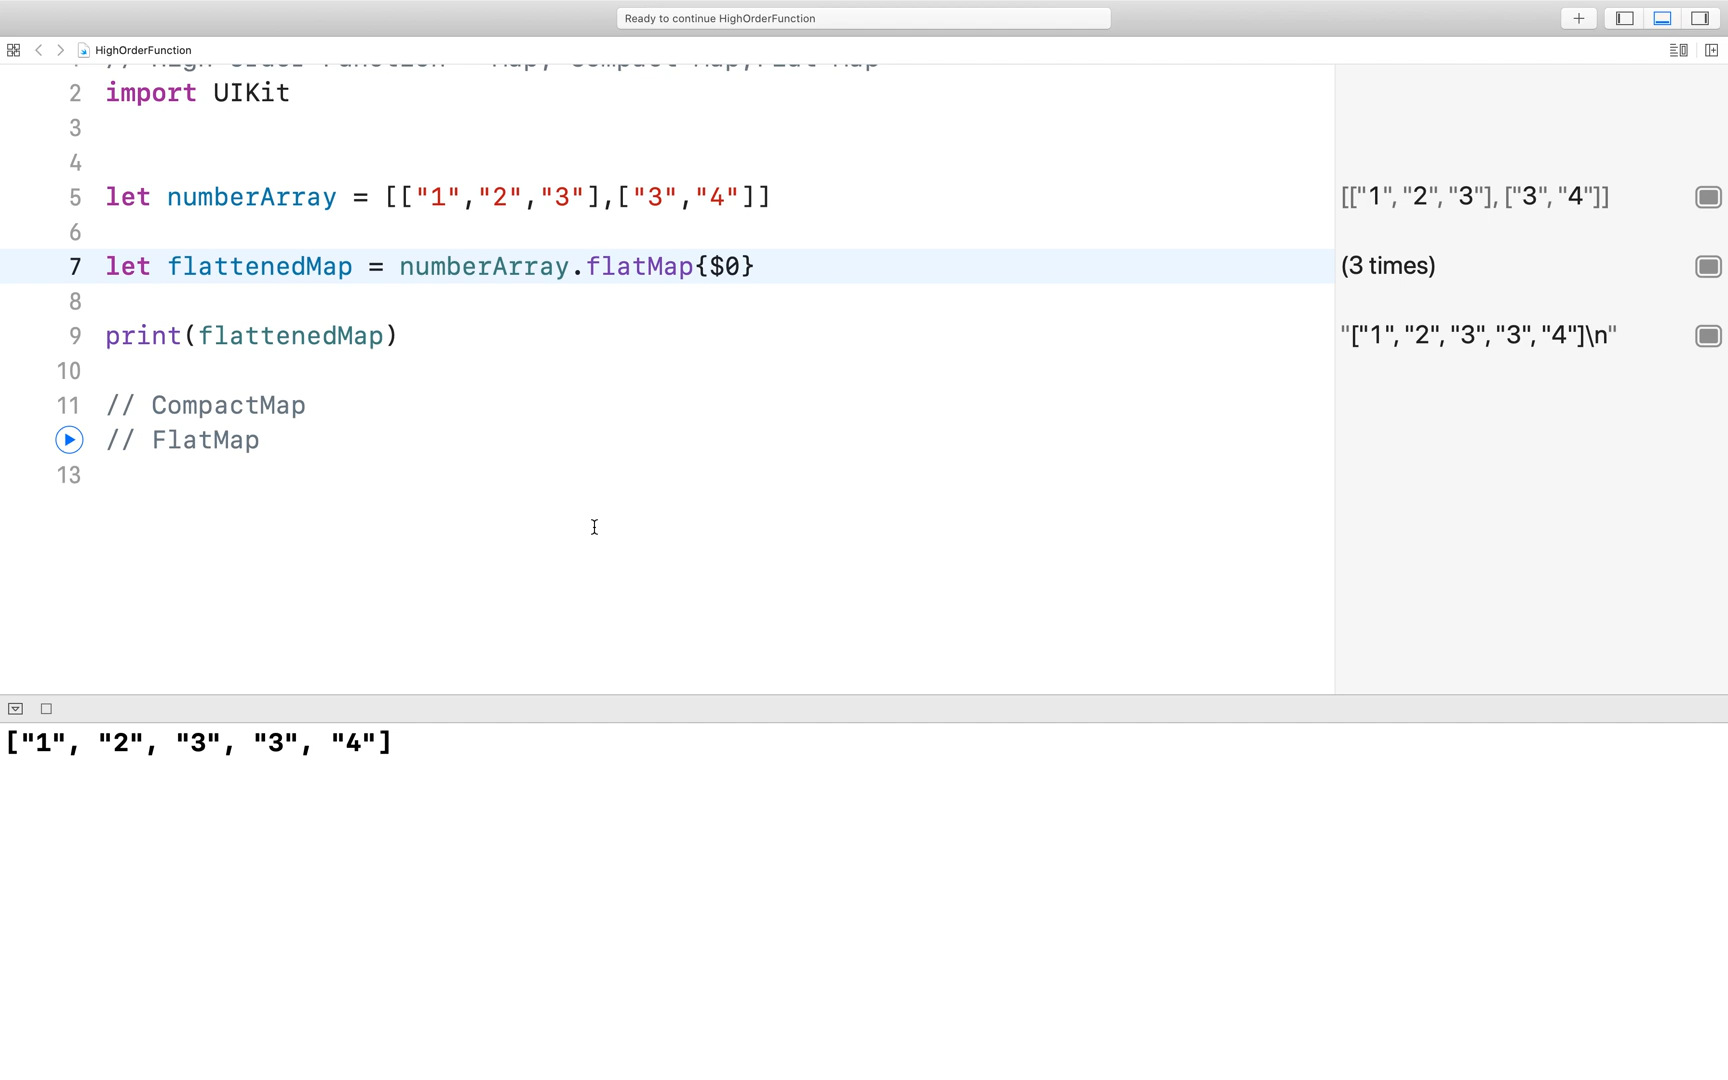 Ready to continue HighOrderFunction
HighOrderFunction
2 import UIKit
3
4
5 let numberArray = [["1","2","3"],["3","4"]]
[["1", "2", "3"], ["3", "4"]]
6
7 let flattenedMap = numberArray.flatMap{$0}
(3 times)
8
9 print(flattenedMap)
"["1", "2", "3", "3", "4"]\n"
10
11 // CompactMap
// FlatMap
13
["1", "2", "3", "3", "4"]